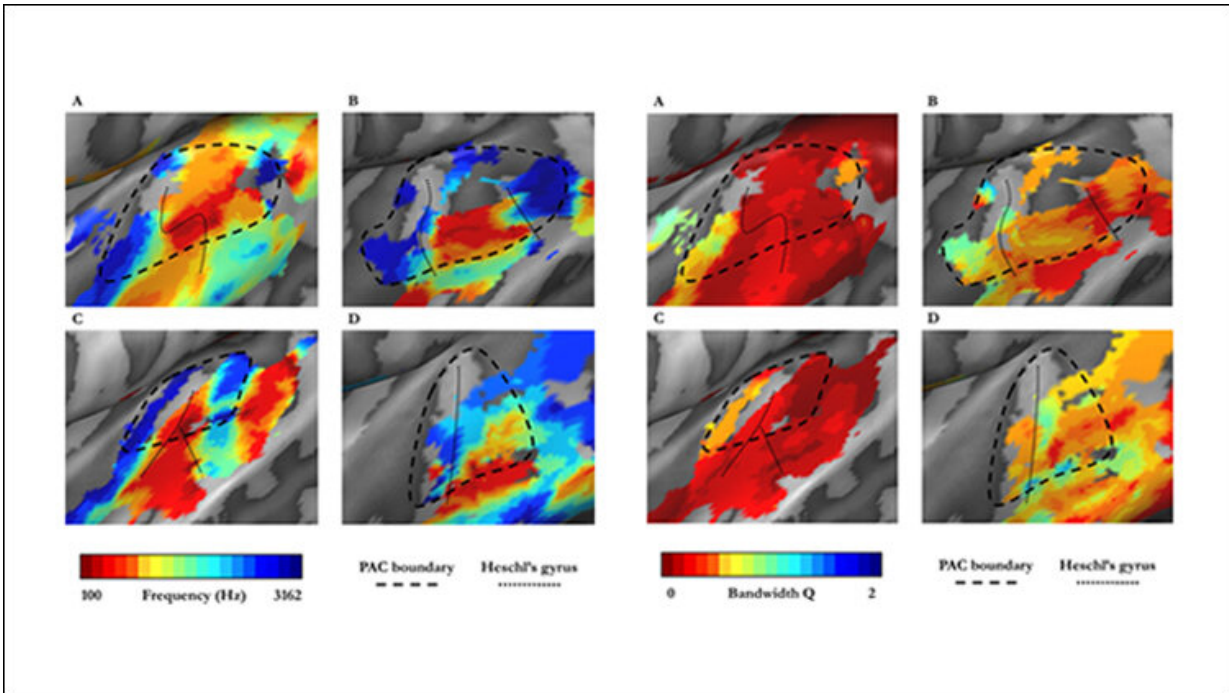 A B
C D
PAC boundary Heschl's gyrus
100 Frequency (Hz) 3162
A B
C D
PAC boundary Heschl's gyrus
0 Bandwidth Q 2